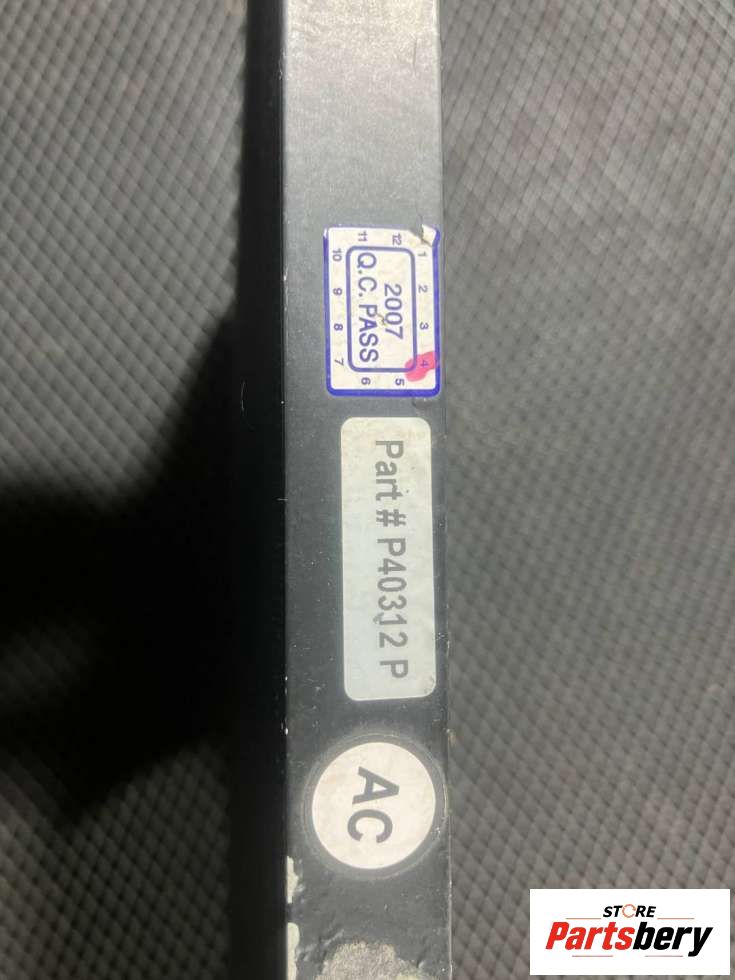 12 1 2 3 4 5
2007
Q.C. PASS
11 10 9 8 7 6
Part # P40312 P
AC
STORE
Partsbery